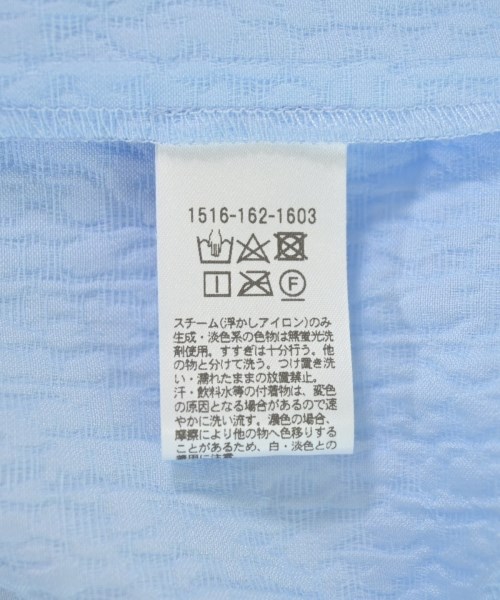 1516-162-1603
F
スチーム(浮かしアイロン)のみ
生成・淡色系の色物は無蛍光洗
剤使用。すすぎは十分行う。他
の物と分けて洗う。つけ置き洗
い・濡れたままの放置禁止。
汗・飲料水等の付着物は、変色
の原因となる場合があるので速
やかに洗い流す。濃色の場合、
摩擦により他の物へ色移りする
ことがあるため、白・淡色との
着用に注意